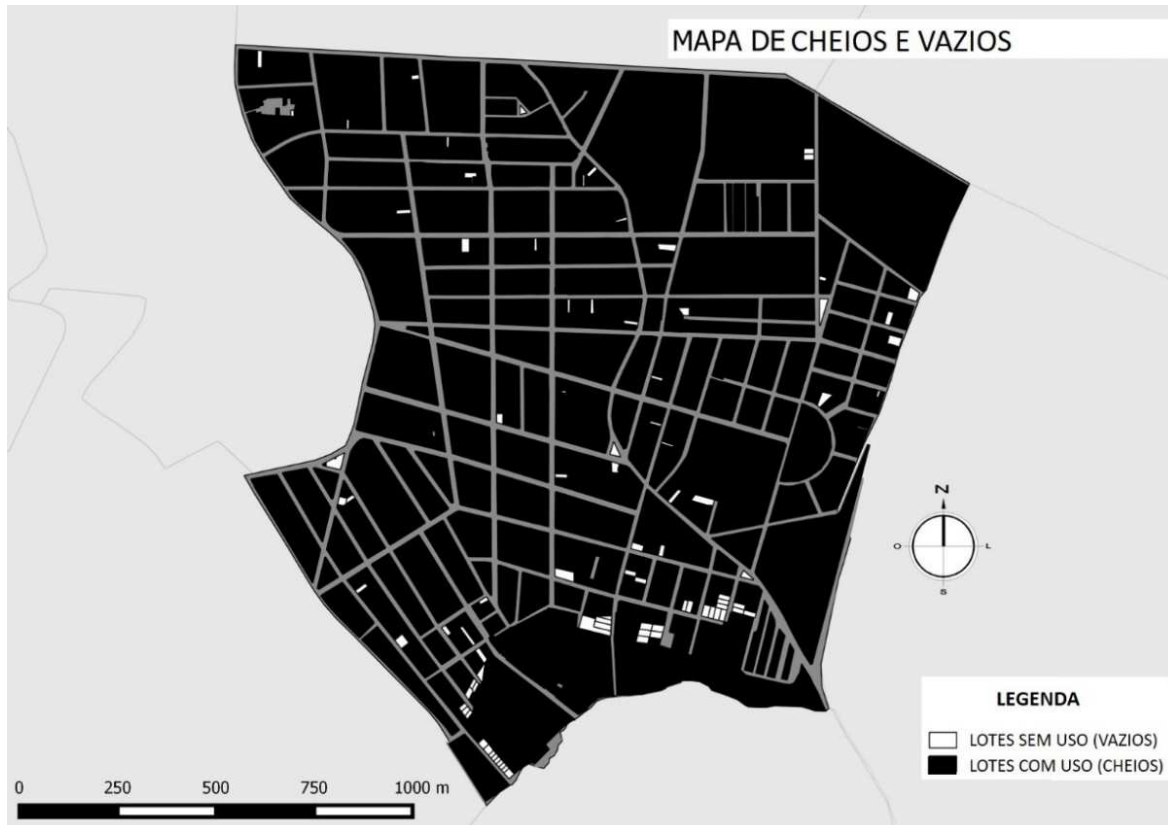 MAPA DE CHEIOS E VAZIOS
N
O
L
S
LEGENDA
LOTES SEM USO (VAZIOS)
LOTES COM USO (CHEIOS)
0 250 500 750 1000 m